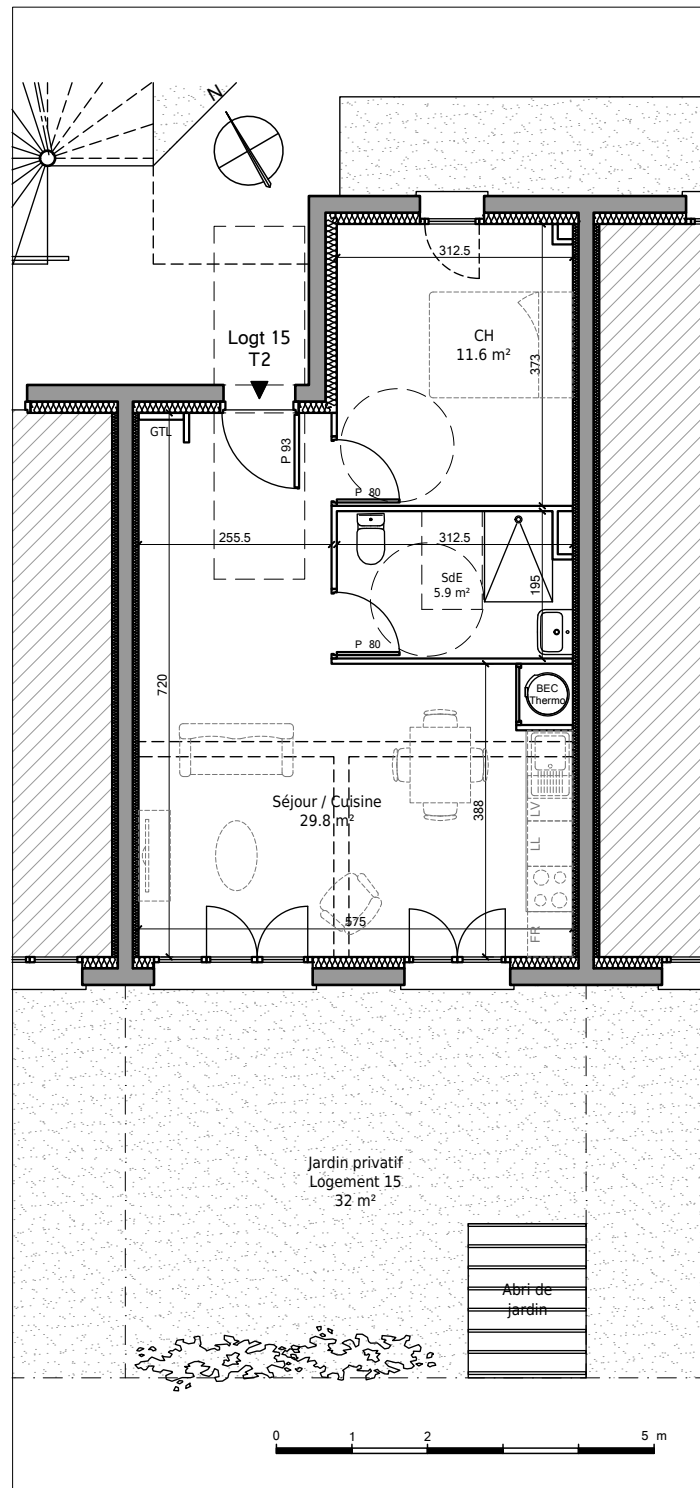 N
312.5
Logt 15
T2
CH
11.6 m²
373
GTL
P 93
P 80
255.5
312.5
SdE
5.9 m²
195
P 80
720
BEC
Thermo
Séjour / Cuisine
29.8 m²
388
LV
LL
575
FR
Jardin privatif
Logement 15
32 m²
Abri de
jardin
0 1 2 5 m